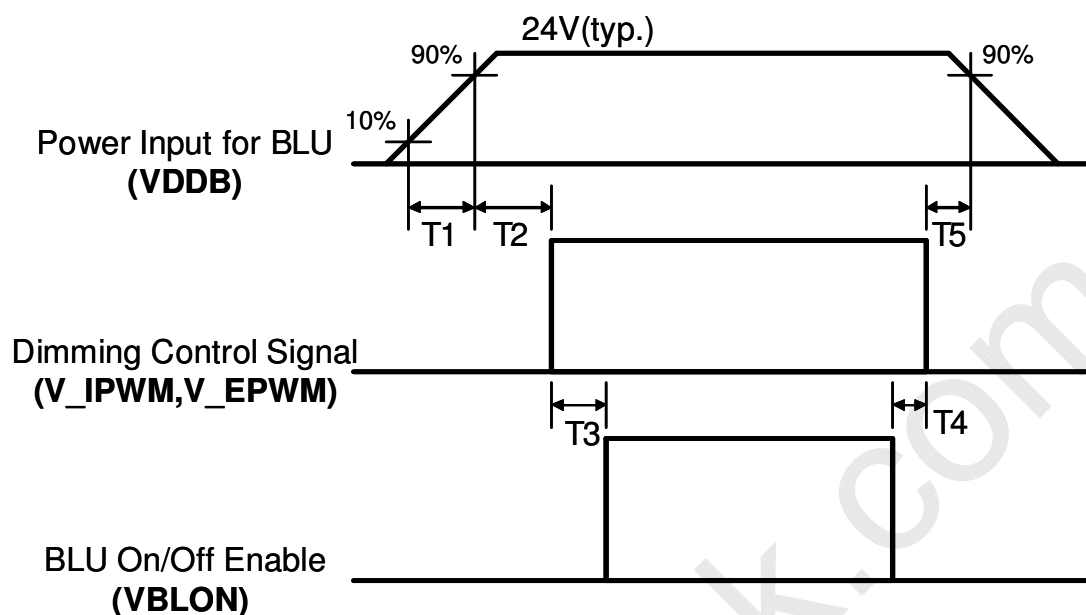 24V(typ.)
90%
90%
10%
Power Input for BLU
(VDDB)
T1
T2
T5
Dimming Control Signal
(V_IPWM,V_EPWM)
T3
T4
BLU On/Off Enable
(VBLON)
k.com